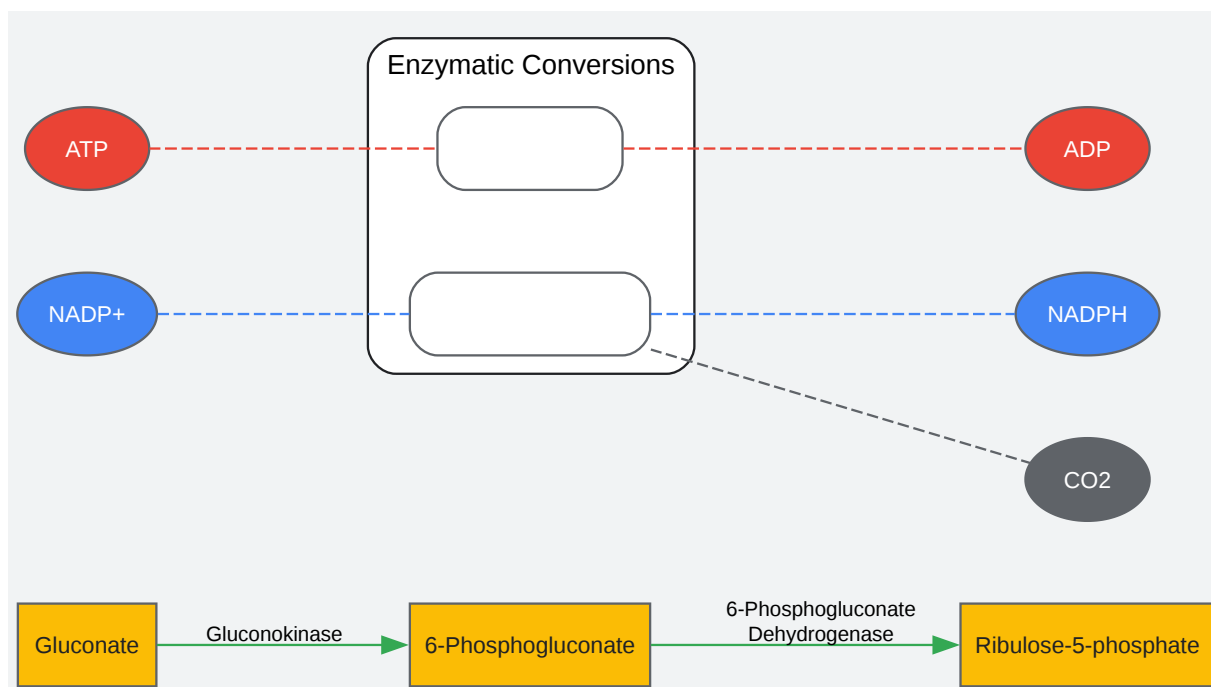 Enzymatic Conversions
ATP
ADP
NADP+
NADPH
CO2
6-Phosphogluconate
Dehydrogenase
Gluconokinase
Gluconate
6-Phosphogluconate
Ribulose-5-phosphate